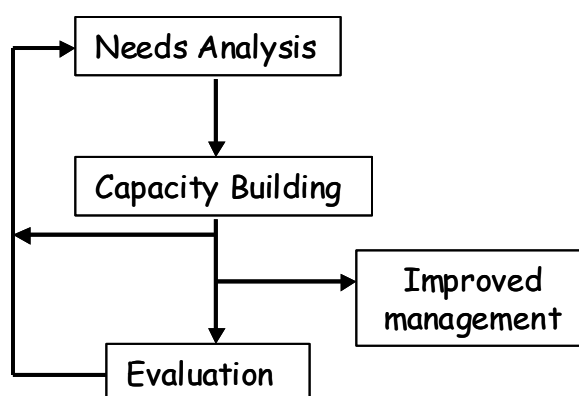 Needs Analysis
Capacity Building
Improved
management
Evaluation